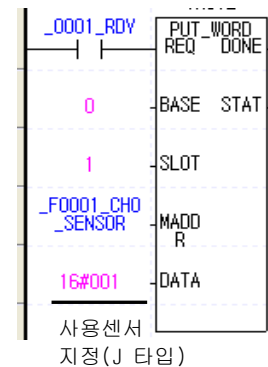 _0001_RDY
PUT_WORD
REQ DONE
0
BASE STAT
1
SLOT
_F0001_CH0
_SENSOR
MADD
R
16#001
DATA
사용센서
지정(J 타입)